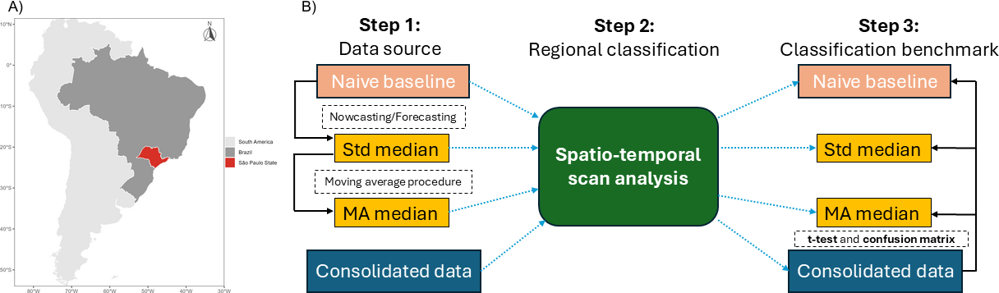 A)
N
10°N
0°
10°S
20°S
30°S
40°S
50°S
80°W
70°W
60°W
50°W
40°W
30°W
South America
Brazil
São Paulo State
B)
Step 1:
Data source
Naive baseline
Nowcasting/Forecasting
Std median
Moving average procedure
MA median
Consolidated data
Step 2:
Regional classification
Spatio-temporal
scan analysis
Step 3:
Classification benchmark
Naive baseline
Std median
MA median
t-test and confusion matrix
Consolidated data